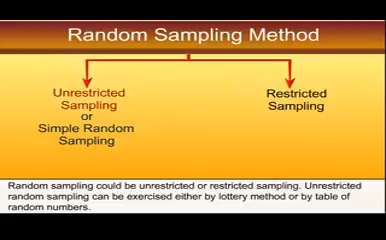 Random Sampling Method
Unrestricted
Sampling
or
Simple Random
Sampling
Restricted
Sampling
Random sampling could be unrestricted or restricted sampling. Unrestricted
random sampling can be exercised either by lottery method or by table of
random numbers.